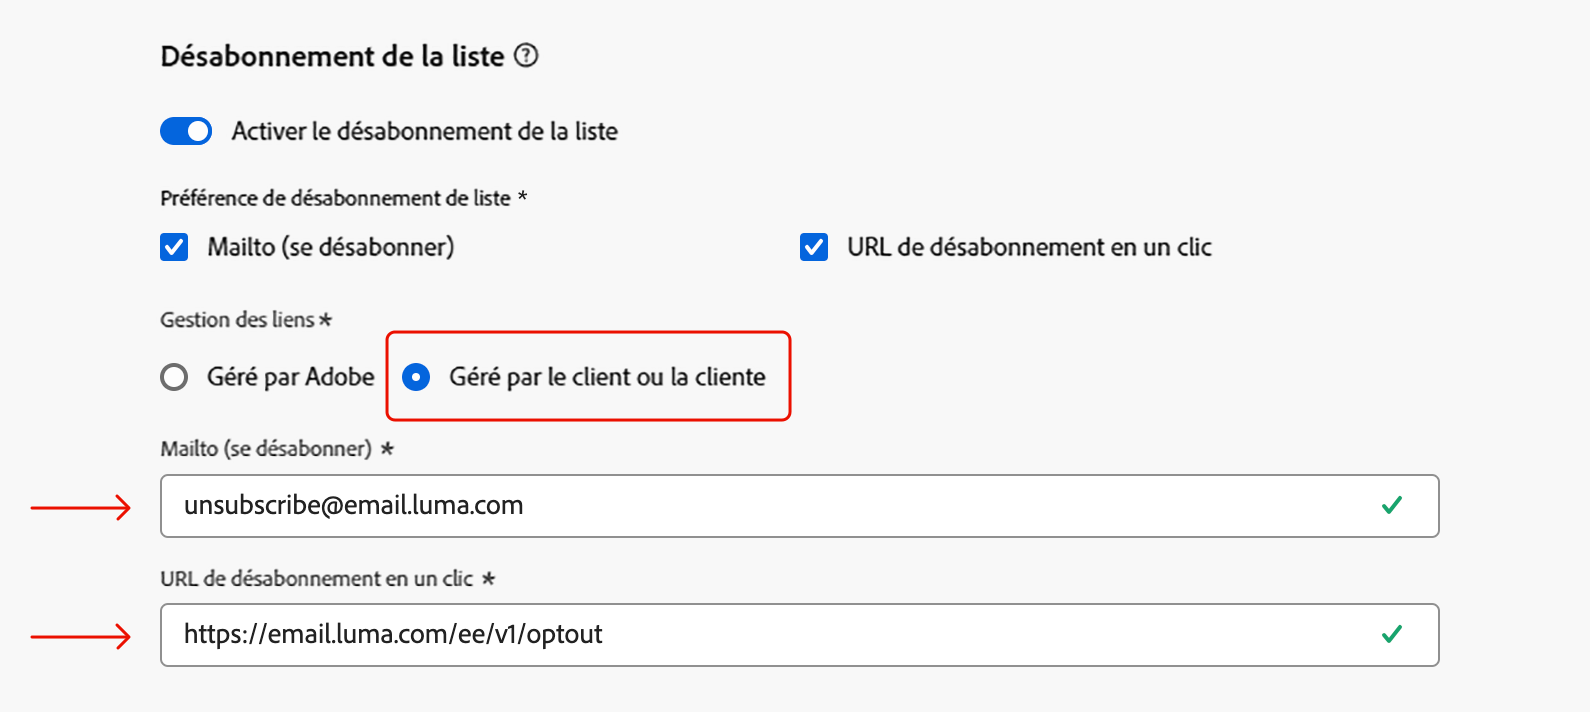 Désabonnement de la liste ?
Activer le désabonnement de la liste
Préférence de désabonnement de liste *
Mailto (se désabonner) URL de désabonnement en un clic
Gestion des liens *
Géré par Adobe Géré par le client ou la cliente
Mailto (se désabonner) *
unsubscribe@email.luma.com
URL de désabonnement en un clic *
https://email.luma.com/ee/v1/optout